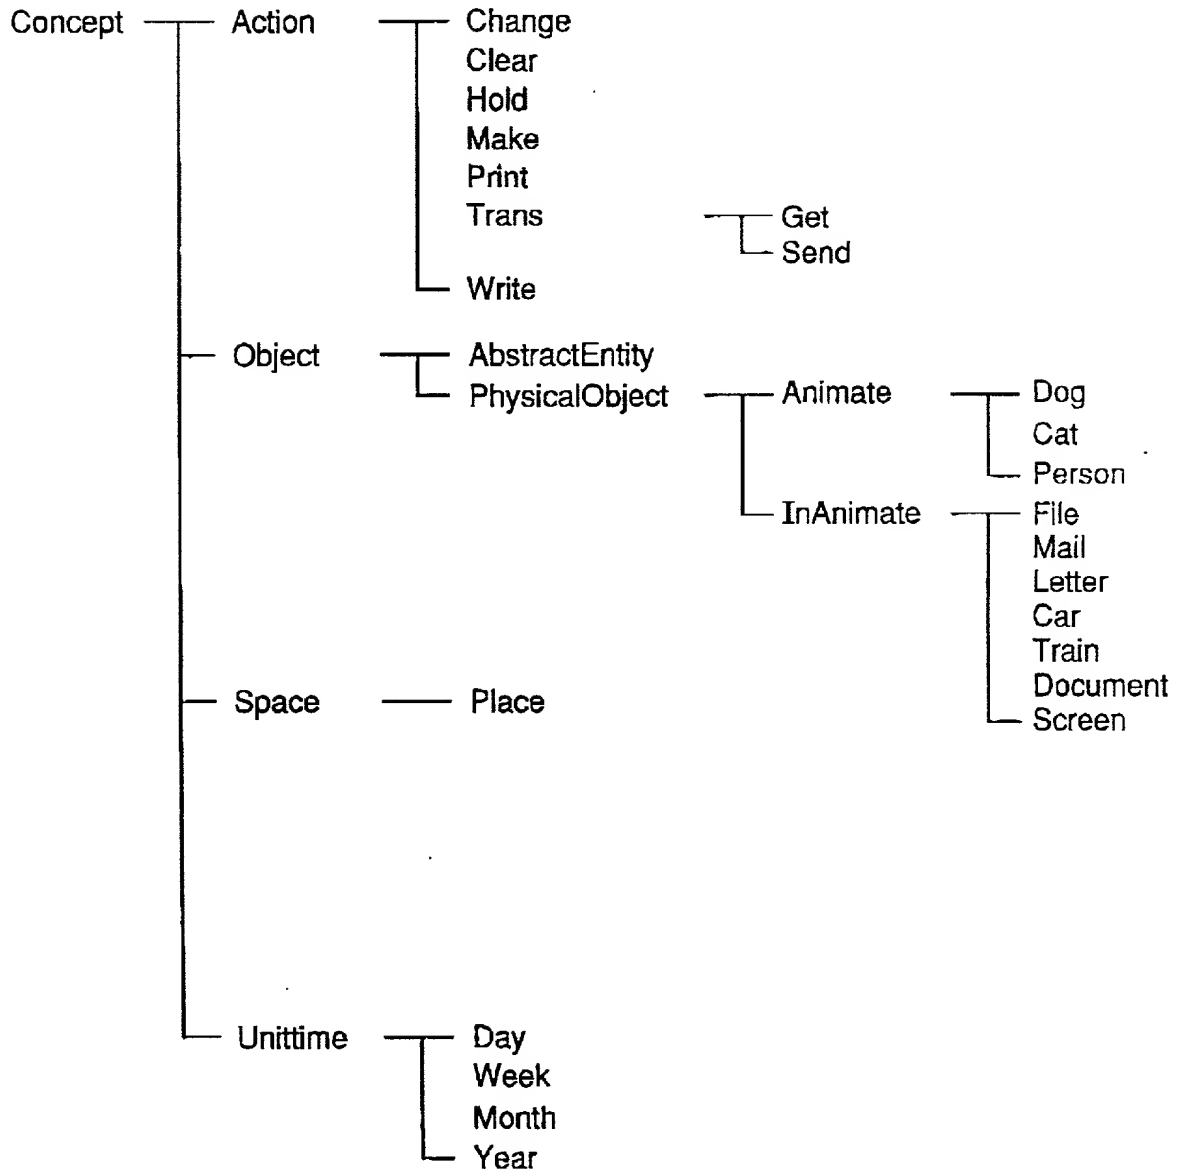 Concept Action Change
Clear
Hold
Make
Print
Trans Get
Send
Write
Object AbstractEntity
PhysicalObject Animate Dog
Cat
Person
InAnimate File
Mail
Letter
Car
Train
Document
Screen
Space Place
Unittime Day
Week
Month
Year